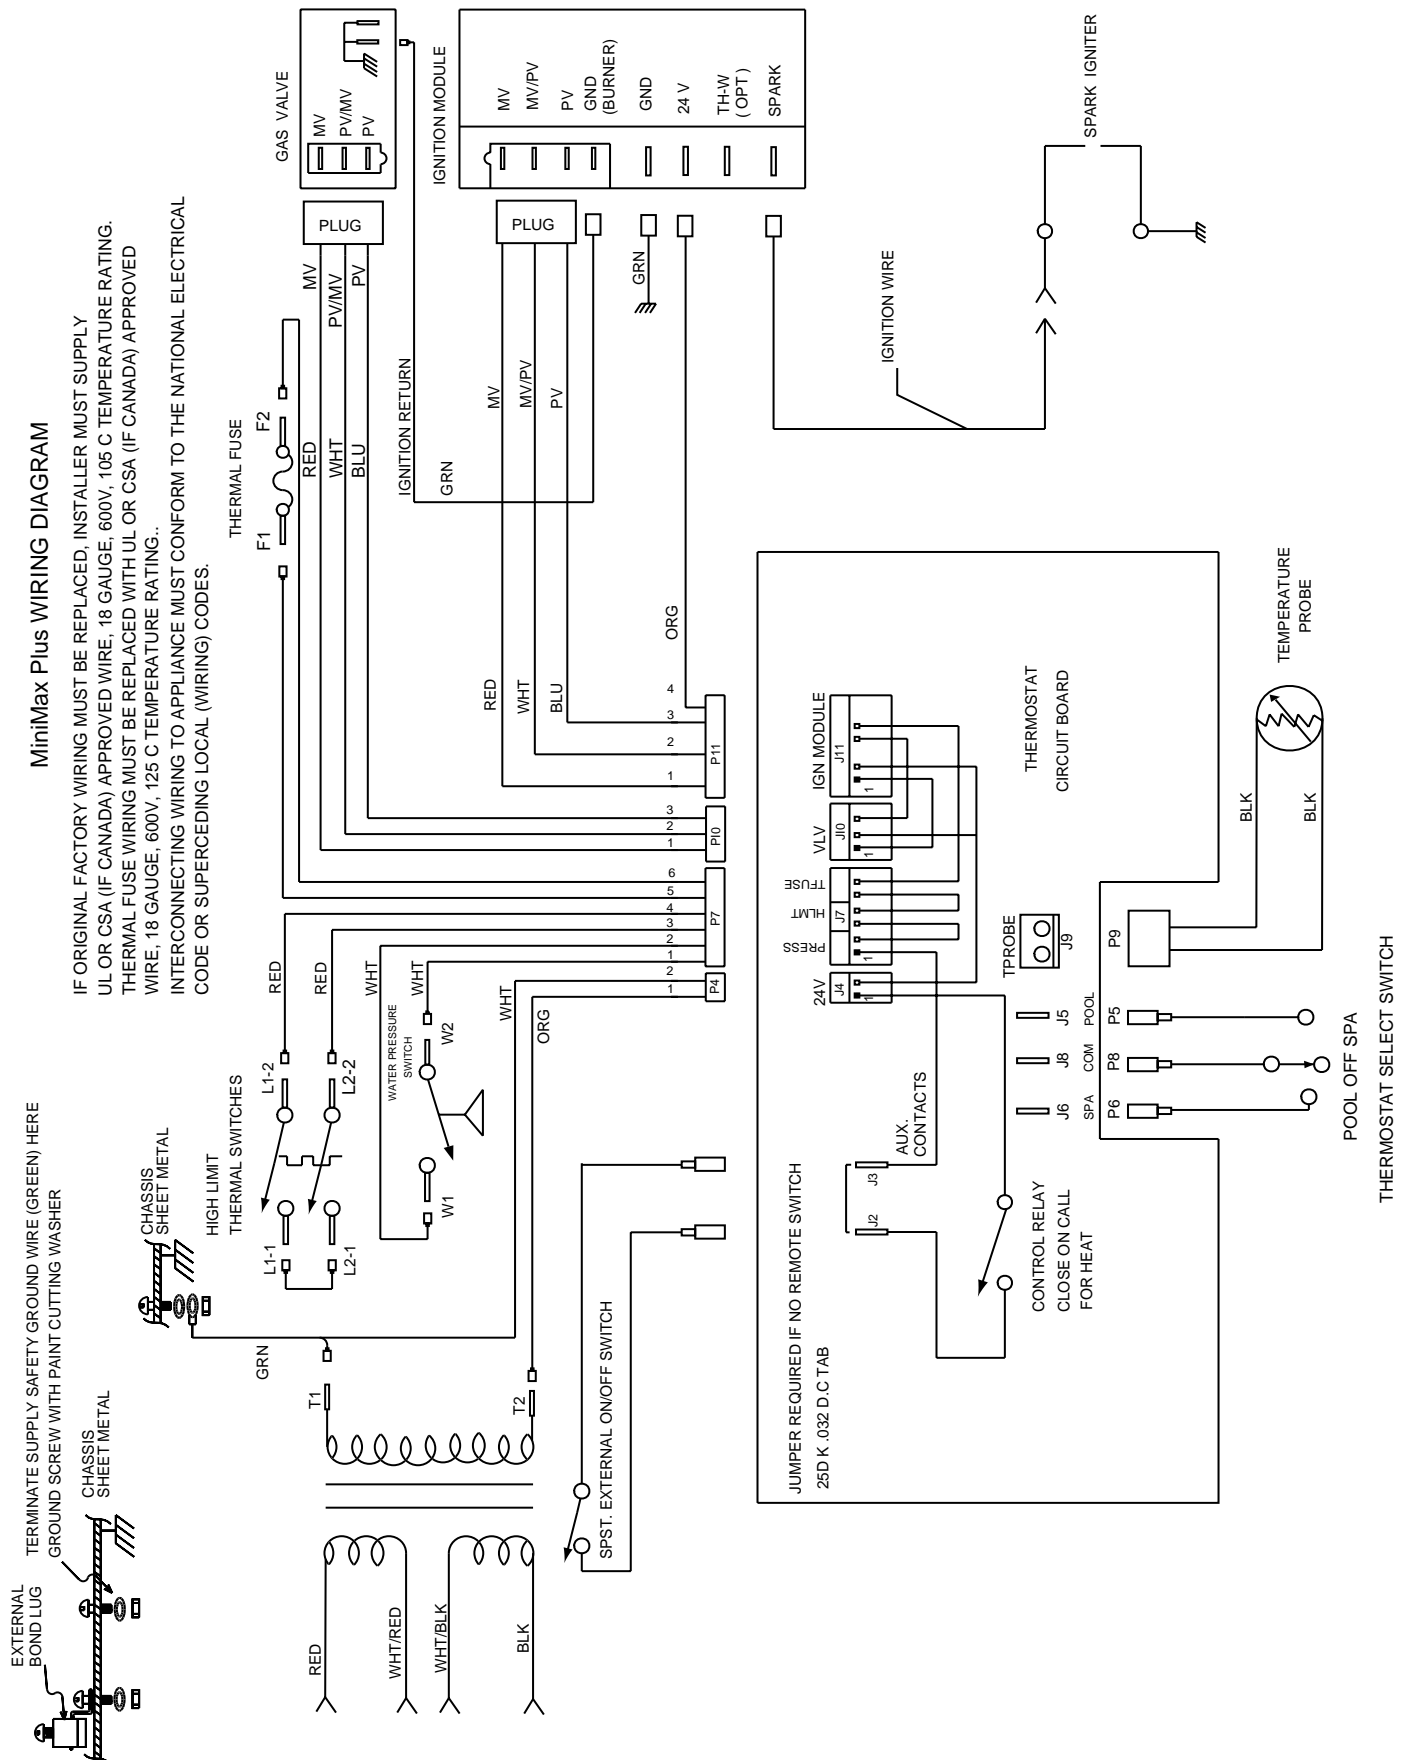 MiniMax Plus WIRING DIAGRAM
IF ORIGINAL FACTORY WIRING MUST BE REPLACED, INSTALLER MUST SUPPLY
UL OR CSA (IF CANADA) APPROVED WIRE, 18 GAUGE, 600V, 105 C TEMPERATURE RATING.
THERMAL FUSE WIRING MUST BE REPLACED WITH UL OR CSA (IF CANADA) APPROVED
WIRE, 18 GAUGE, 600V, 125 C TEMPERATURE RATING..
INTERCONNECTING WIRING TO APPLIANCE MUST CONFORM TO THE NATIONAL ELECTRICAL
CODE OR SUPERCEDING LOCAL (WIRING) CODES.
EXTERNAL
BOND LUG
TERMINATE SUPPLY SAFETY GROUND WIRE (GREEN) HERE
GROUND SCREW WITH PAINT CUTTING WASHER
CHASSIS
SHEET METAL
CHASSIS
SHEET METAL
HIGH LIMIT
THERMAL SWITCHES
L1-1
L1-2
L2-1
L2-2
RED
RED
WATER PRESSURE
SWITCH
W1
W2
WHT
WHT
WHT
ORG
GRN
T1
T2
RED
WHT/RED
WHT/BLK
BLK
SPST. EXTERNAL ON/OFF SWITCH
THERMAL FUSE
F1
F2
GAS VALVE
MV
PV/MV
PV
PLUG
MV
PV/MV
PV
RED
WHT
BLU
IGNITION RETURN
GRN
IGNITION MODULE
MV
MV/PV
PV
GND
(BURNER)
GND
24 V
TH-W
( OPT )
SPARK
PLUG
MV
MV/PV
PV
RED
WHT
BLU
GRN
ORG
IGNITION WIRE
SPARK IGNITER
6
5
4
3
2
1
P7
2
1
P4
3
2
1
P10
4
3
2
1
P11
IGN MODULE
J11
1
VLV
J10
1
TFUSE
HLMT
PRESS
J7
1
24V
J4
1
THERMOSTAT
CIRCUIT BOARD
TPROBE
J9
P9
BLK
BLK
TEMPERATURE
PROBE
J5
POOL
P5
J8
COM
P8
J6
SPA
P6
POOL OFF SPA
THERMOSTAT SELECT SWITCH
AUX.
CONTACTS
J3
J2
JUMPER REQUIRED IF NO REMOTE SWITCH
25D K .032 D.C TAB
CONTROL RELAY
CLOSE ON CALL
FOR HEAT